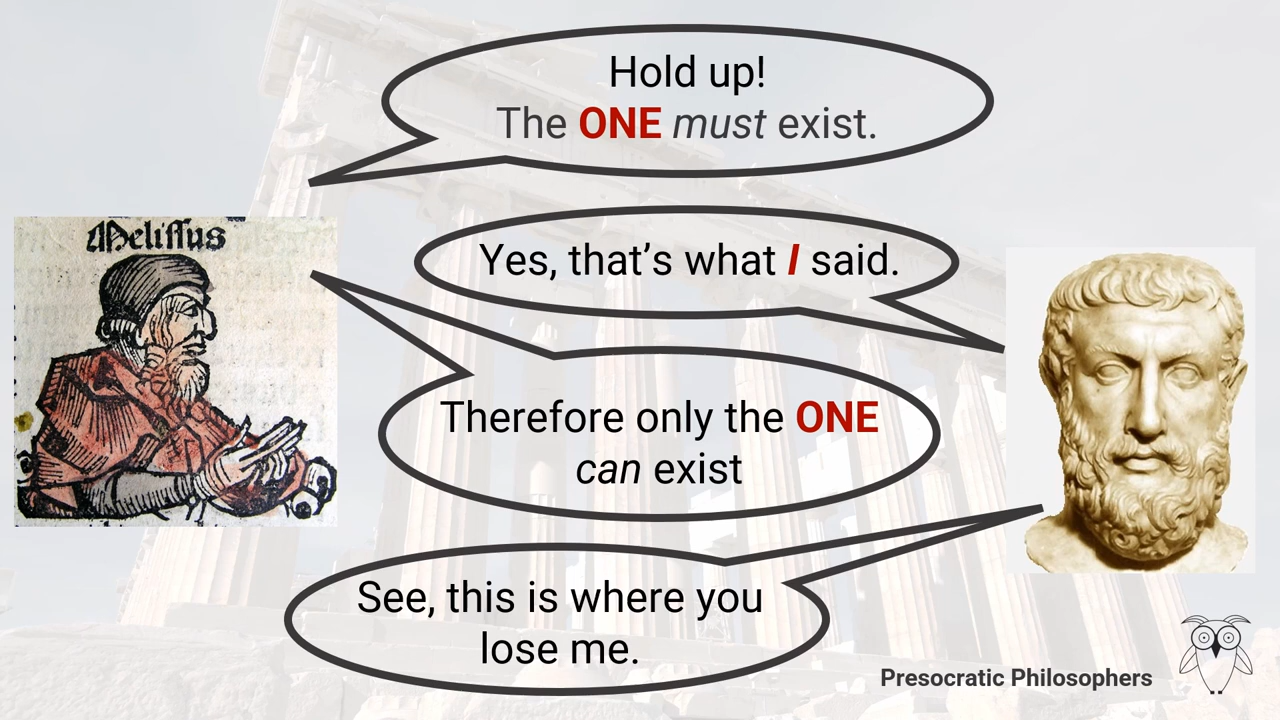 Hold up!
The ONE must exist.
Melissus
Yes, that’s what I said.
Therefore only the ONE
can exist
See, this is where you
lose me.
Presocratic Philosophers